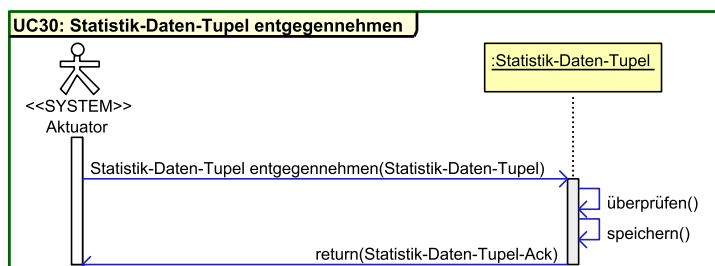 UC30: Statistik-Daten-Tupel entgegennehmen
:Statistik-Daten-Tupel
<<SYSTEM>>
Aktuator
Statistik-Daten-Tupel entgegennehmen(Statistik-Daten-Tupel)
überprüfen()
speichern()
return(Statistik-Daten-Tupel-Ack)